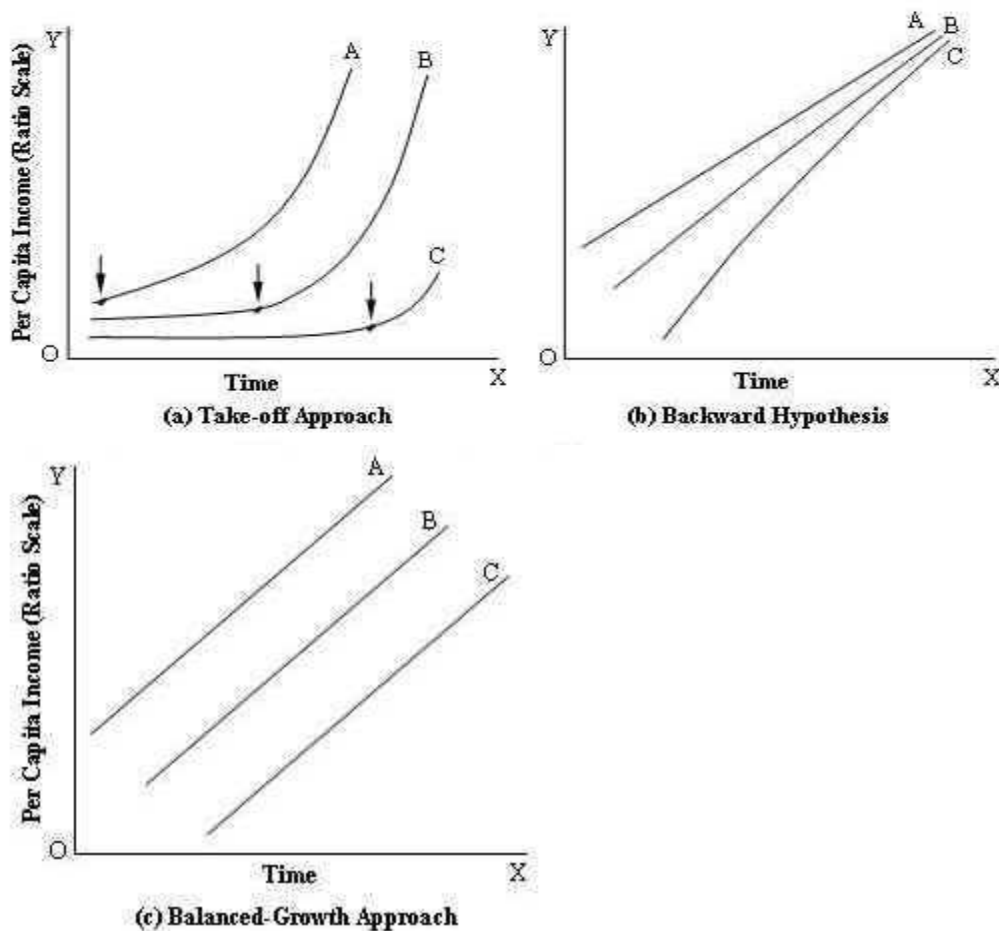 Y
Per Capita Income (Ratio Scale)
A
B
C
O
Time
X
(a) Take-off Approach
Y
A
B
C
O
Time
X
(b) Backward Hypothesis
Y
Per Capita Income (Ratio Scale)
A
B
C
O
Time
X
(c) Balanced-Growth Approach